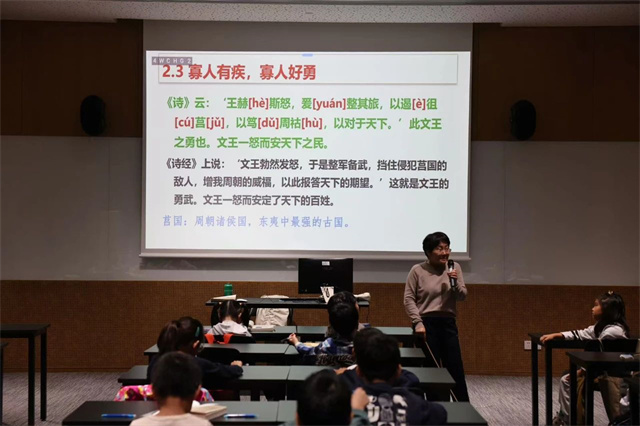 AWCHO2
2.3 寡人有疾，寡人好勇
《诗》云：‘王赫[hè]斯怒，爰[yuán]整其旅，以遏[è]徂
[cú]莒[jǔ]，以笃[dǔ]周祜[hù]，以对于天下。’此文王
之勇也。文王一怒而安天下之民。
《诗经》上说：‘文王勃然发怒，于是整军备武，挡住侵犯莒国的
敌人，增我周朝的威福，以此报答天下的期望。’这就是文王的
勇武。文王一怒而安定了天下的百姓。
莒国：周朝诸侯国。东夷中最强的古国。